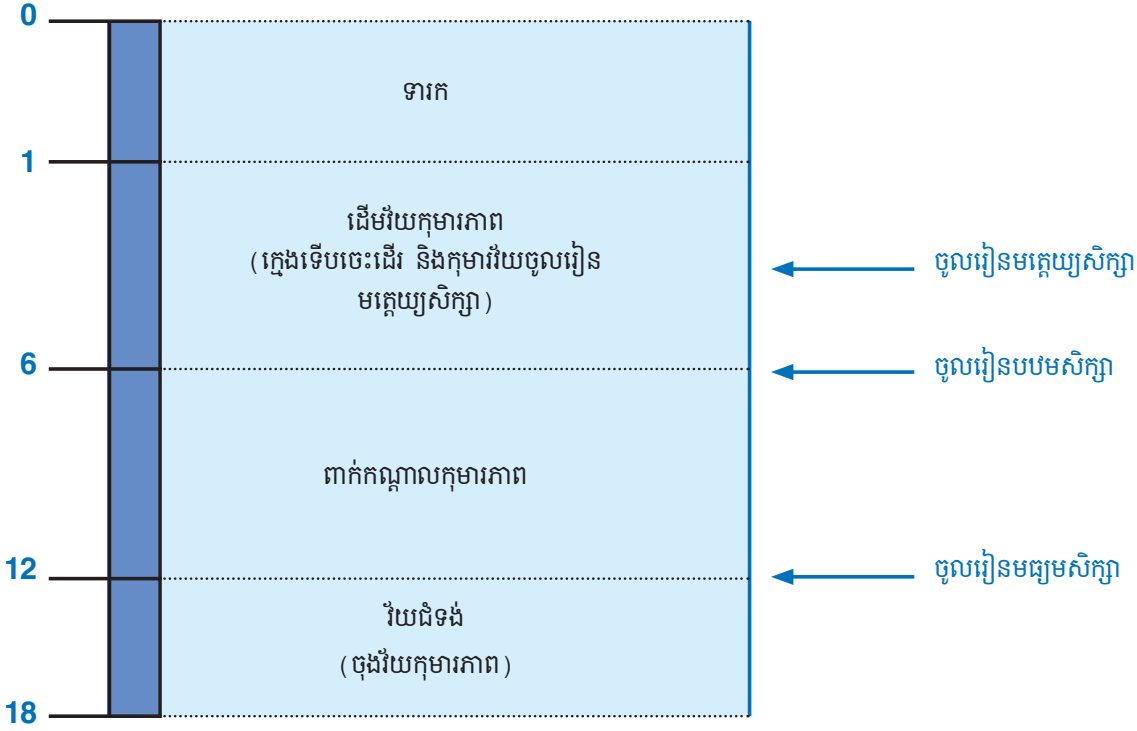 0
ទារក
1
ដើមវ័យកុមារភាព
(ក្មេងទើបចេះដើរ និងកុមារវ័យចូលរៀន
មត្តេយ្យសិក្សា)
ចូលរៀនមត្តេយ្យសិក្សា
6
ចូលរៀនបឋមសិក្សា
ពាក់កណ្តាលកុមារភាព
12
ចូលរៀនមធ្យមសិក្សា
វ័យជំទង់
(ចុងវ័យកុមារភាព)
18